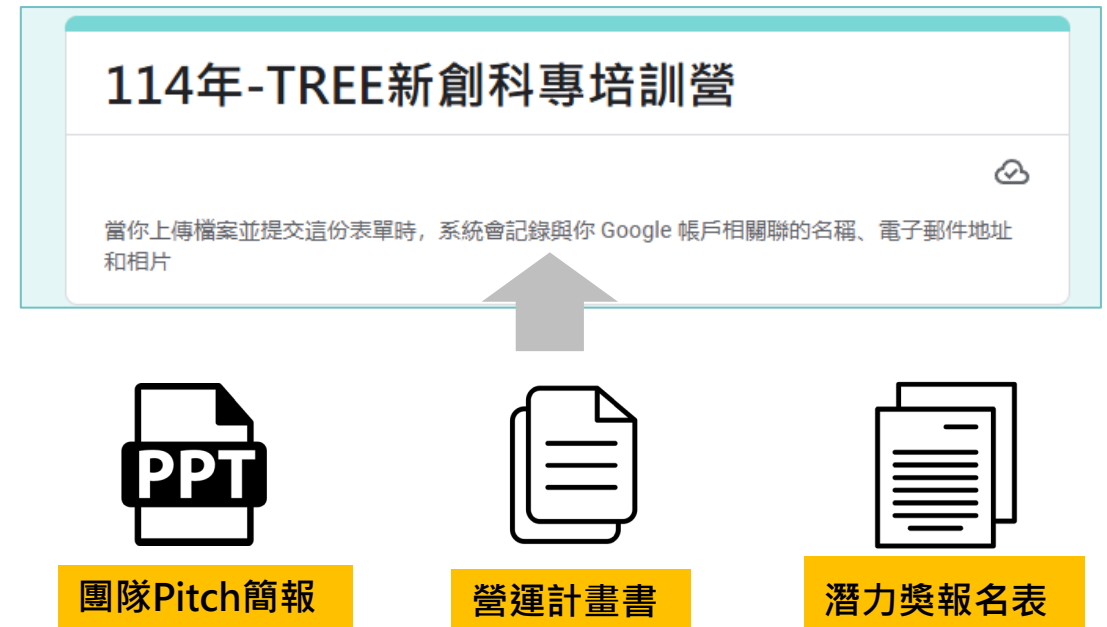 114年-TREE新創科專培訓營
當你上傳檔案並提交這份表單時，系統會記錄與你 Google 帳戶相關聯的名稱、電子郵件地址
和相片
PPT
團隊Pitch簡報
營運計畫書
潛力獎報名表